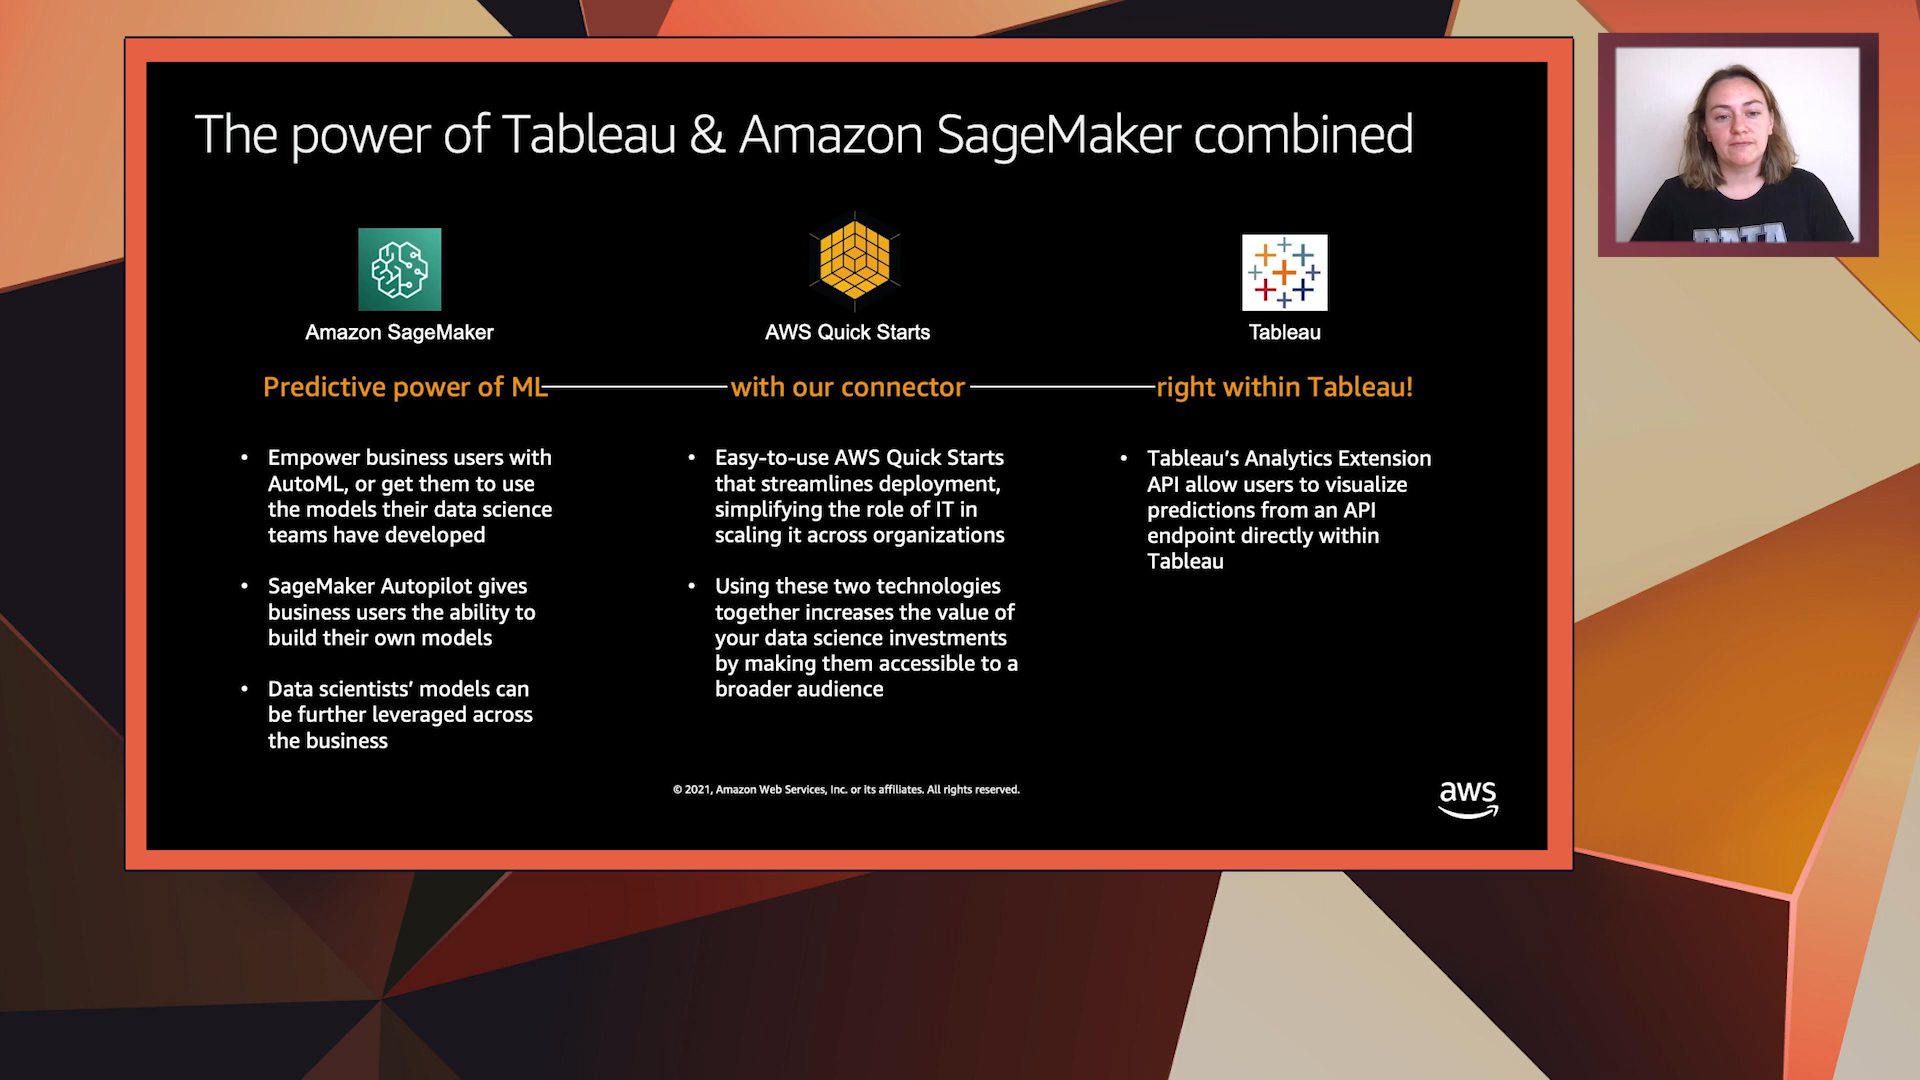 The power of Tableau & Amazon SageMaker combined
Amazon SageMaker
AWS Quick Starts
Tableau
Predictive power of ML
with our connector
right within Tableau!
• Empower business users with
AutoML, or get them to use
the models their data science
teams have developed
• SageMaker Autopilot gives
business users the ability to
build their own models
• Data scientists’ models can
be further leveraged across
the business
• Easy-to-use AWS Quick Starts
that streamlines deployment,
simplifying the role of IT in
scaling it across organizations
• Using these two technologies
together increases the value of
your data science investments
by making them accessible to a
broader audience
• Tableau’s Analytics Extension
API allow users to visualize
predictions from an API
endpoint directly within
Tableau
© 2021, Amazon Web Services, Inc. or its affiliates. All rights reserved.
aws
DATA